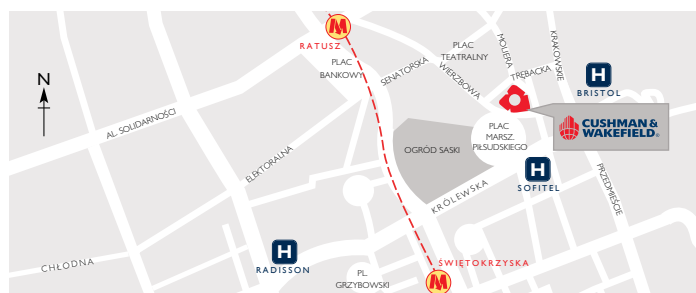 M
RATUSZ
PLAC
BANKOWY
SENATORSKA
PLAC
TEATRALNY
WIERZBOWA
MOLIERA
TRĘBACKA
KRAKOWSKIE
H
BRISTOL
N
AL. SOLIDARNOŚCI
CUSHMAN &
WAKEFIELD®
PLAC
MARSZ.
PIŁSUDSKIEGO
OGRÓD SASKI
ELEKTORALNA
H
SOFITEL
PRZEDMIEŚCIE
KRÓLEWSKA
H
RADISSON
CHŁODNA
ŚWIĘTOKRZYSKA
M
PL.
GRZYBOWSKI